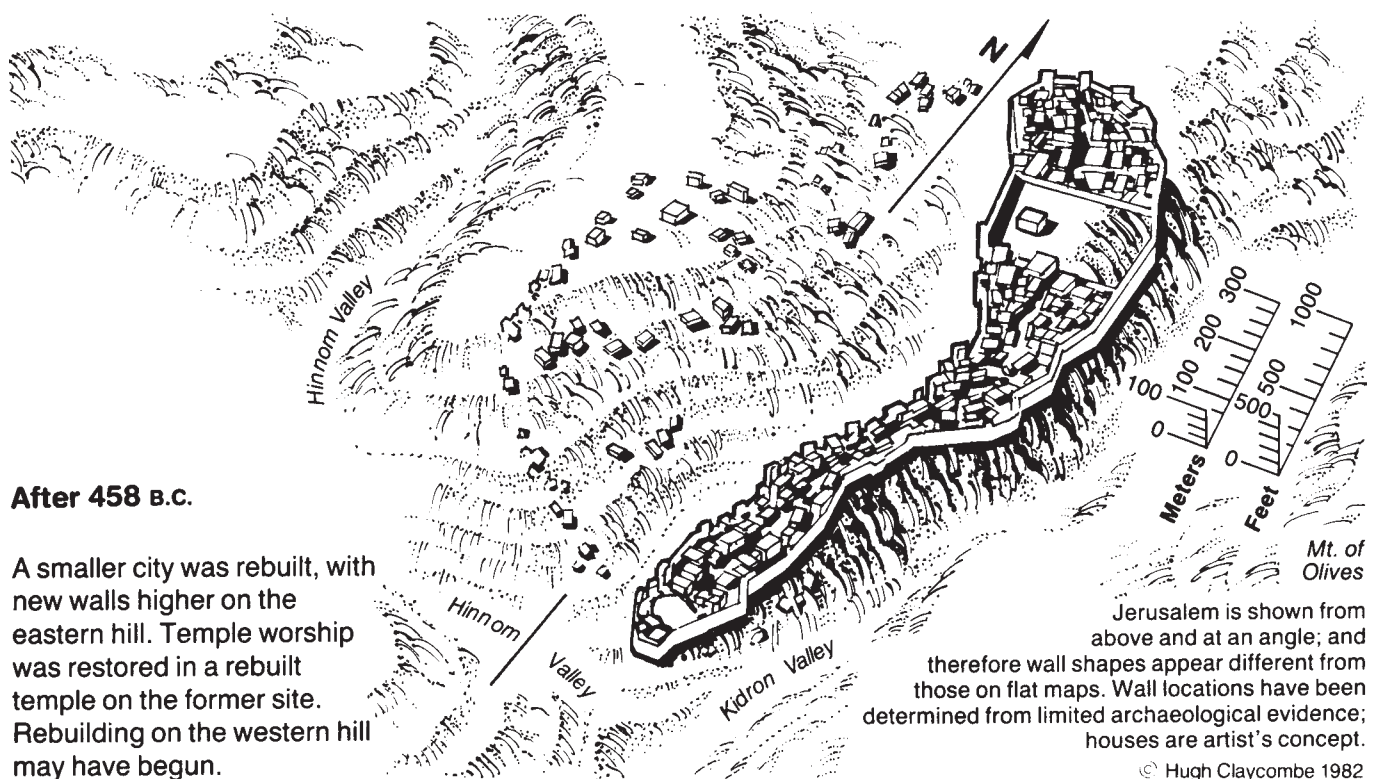 N
Hinnom Valley
300
200
100
100
0
1000
500
500
0
Meters
Feet
Mt. of
Olives
After 458 B.C.
A smaller city was rebuilt, with
new walls higher on the
eastern hill. Temple worship
was restored in a rebuilt
temple on the former site.
Rebuilding on the western hill
may have begun.
Hinnom
Valley
Kidron Valley
Jerusalem is shown from
above and at an angle; and
therefore wall shapes appear different from
those on flat maps. Wall locations have been
determined from limited archaeological evidence;
houses are artist's concept.
© Hugh Claycombe 1982